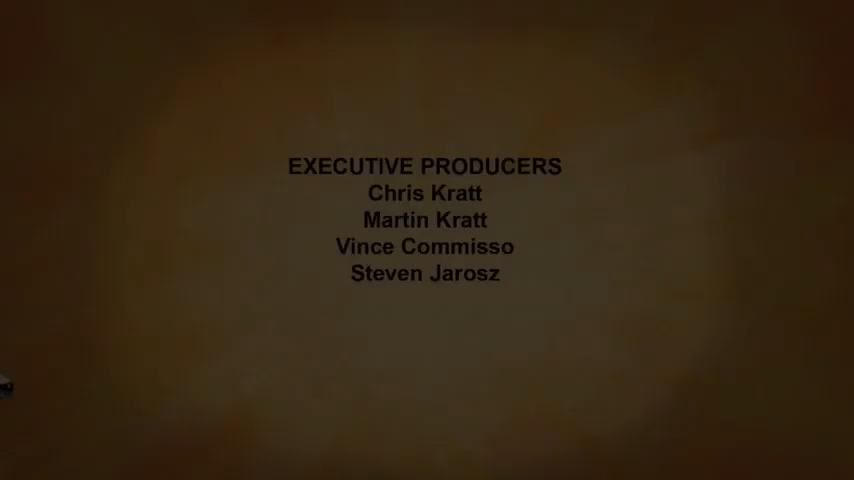 EXECUTIVE PRODUCERS
Chris Kratt
Martin Kratt
Vince Commisso
Steven Jarosz